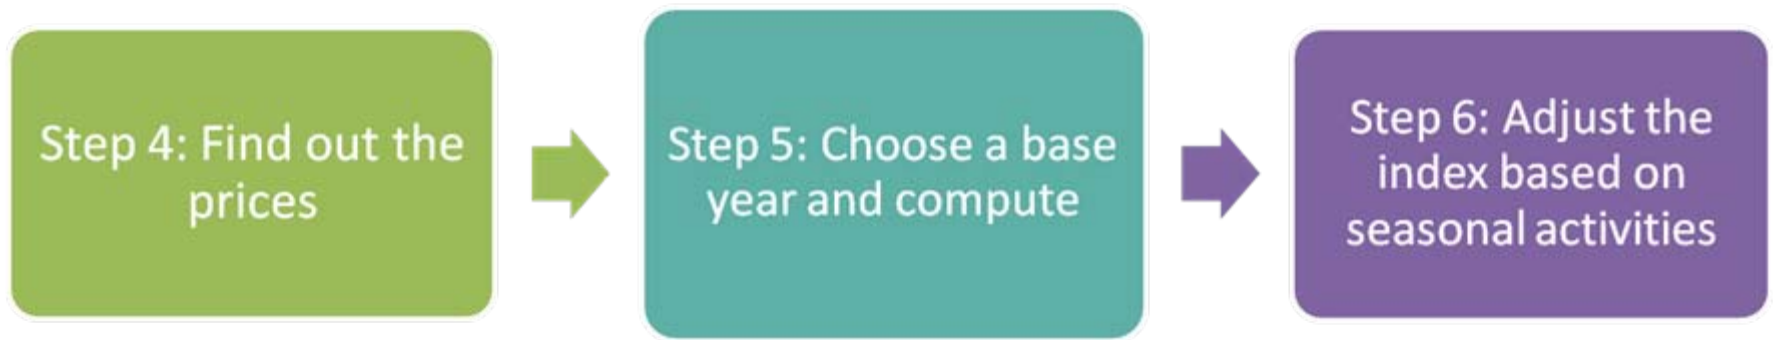 Step 4: Find out the
prices
Step 5: Choose a base
year and compute
Step 6: Adjust the
index based on
seasonal activities